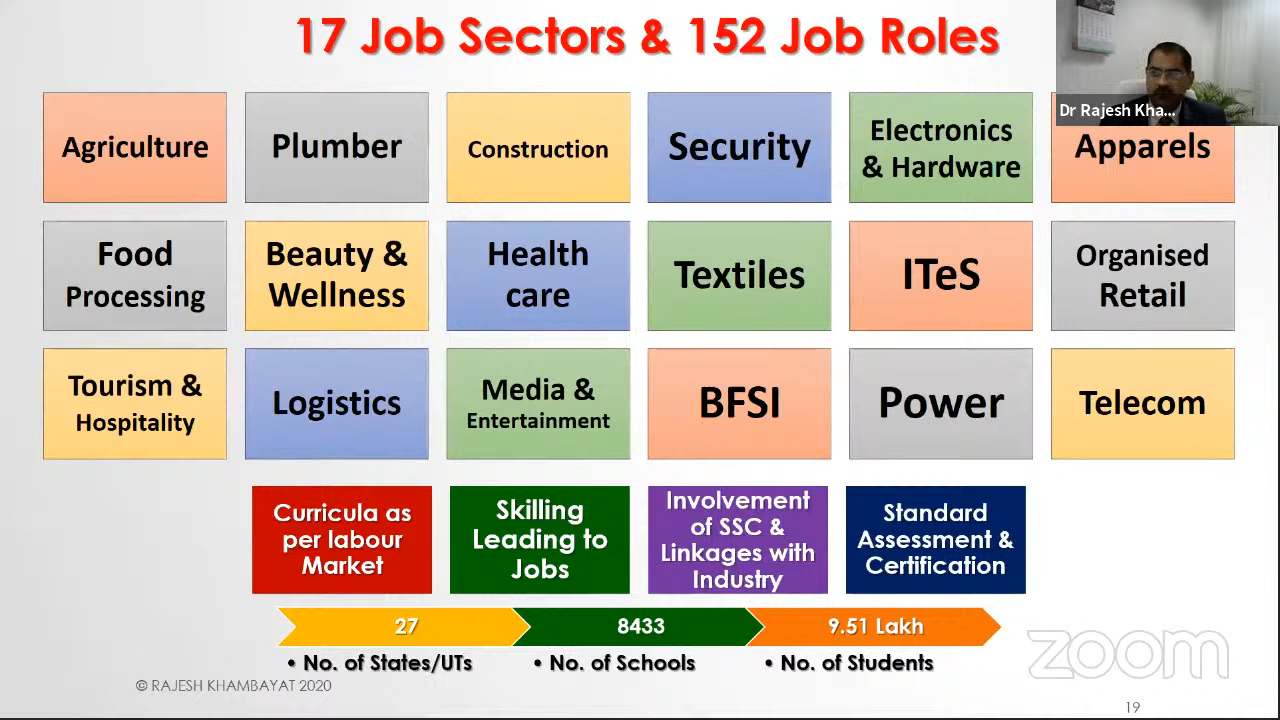 17 Job Sectors & 152 Job Roles
Dr Rajesh Kha...
Agriculture
Plumber
Construction
Security
Electronics
& Hardware
Apparels
Food
Processing
Beauty &
Wellness
Health
care
Textiles
ITeS
Organised
Retail
Tourism &
Hospitality
Logistics
Media &
Entertainment
BFSI
Power
Telecom
Curricula as
per labour
Market
Skilling
Leading to
Jobs
Involvement
of SSC &
Linkages with
Industry
Standard
Assessment &
Certification
27
8433
9.51 Lakh
• No. of States/UTs
• No. of Schools
• No. of Students
zoom
© RAJESH KHAMBAYAT 2020
19